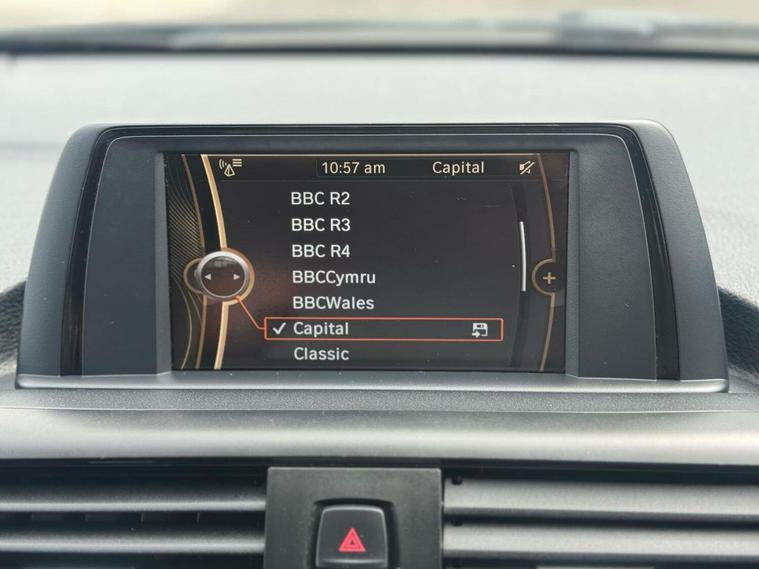 10:57 am Capital
BBC R2
BBC R3
BBC R4
BBCCymru
BBCWales
Capital
Classic